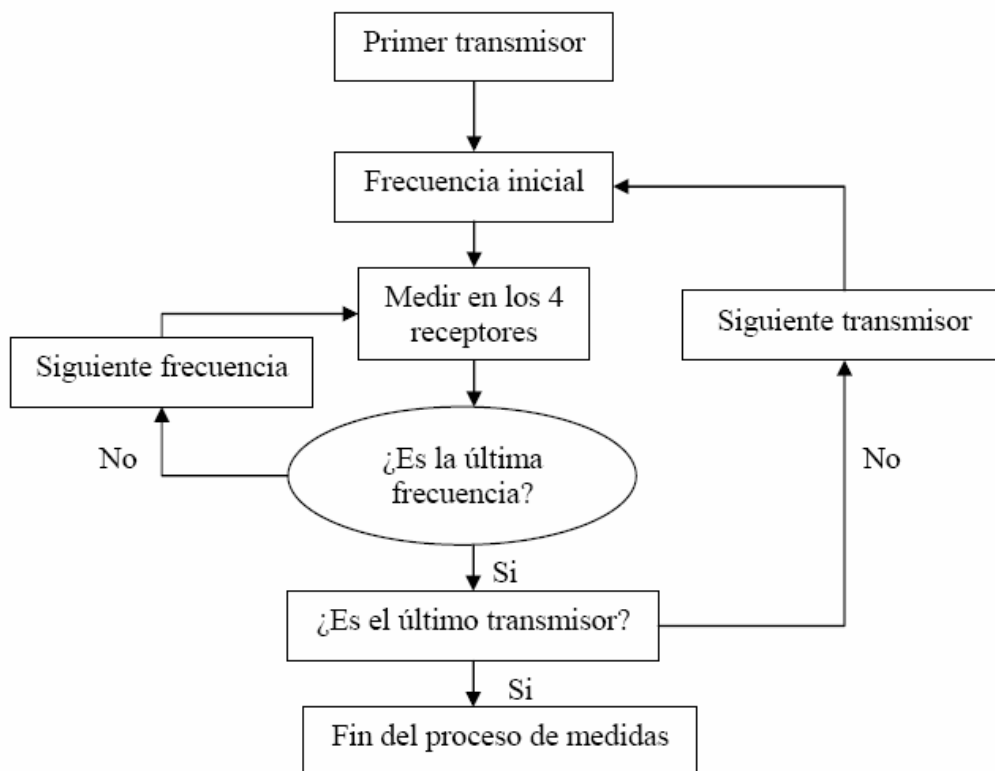 Primer transmisor
Frecuencia inicial
Medir en los 4
receptores
Siguiente transmisor
Siguiente frecuencia
No
¿Es la última
frecuencia?
No
Si
¿Es el último transmisor?
Si
Fin del proceso de medidas